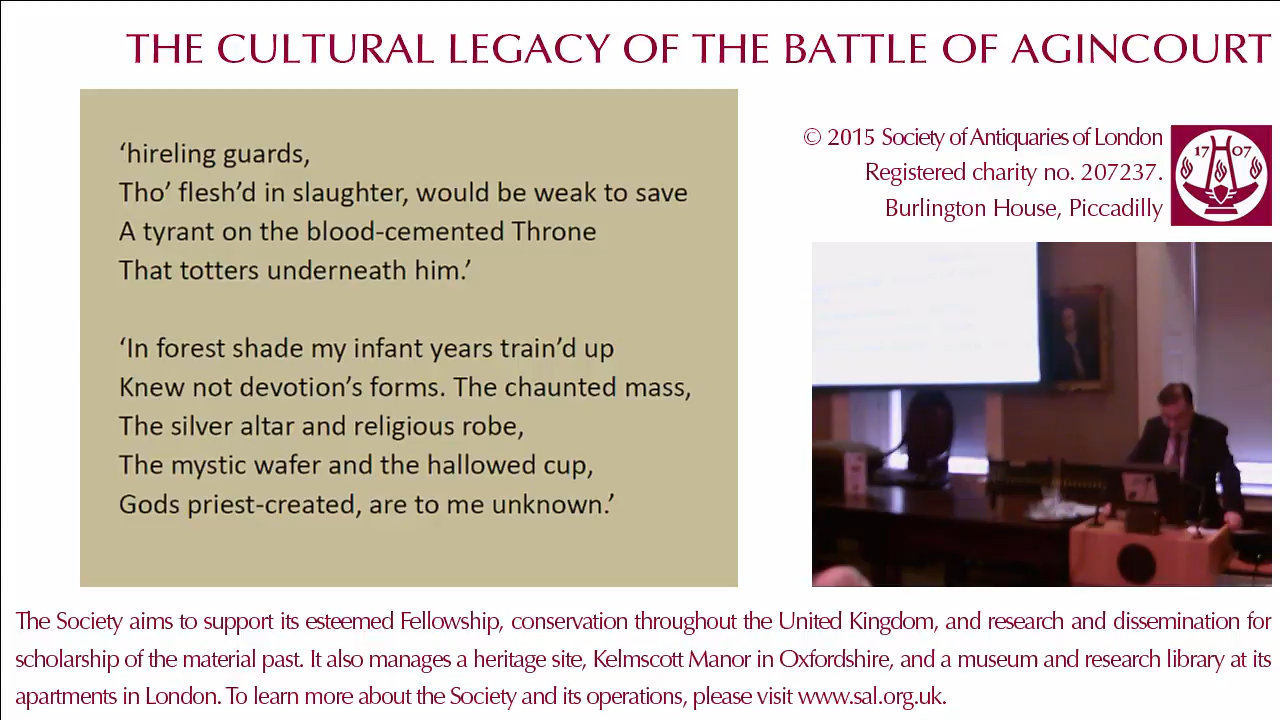 THE CULTURAL LEGACY OF THE BATTLE OF AGINCOURT
‘hireling guards,
Tho’ flesh’d in slaughter, would be weak to save
A tyrant on the blood-cemented Throne
That totters underneath him.’
‘In forest shade my infant years train’d up
Knew not devotion’s forms. The chaunted mass,
The silver altar and religious robe,
The mystic wafer and the hallowed cup,
Gods priest-created, are to me unknown.’
© 2015 Society of Antiquaries of London
Registered charity no. 207237.
Burlington House, Piccadilly
17 07
The Society aims to support its esteemed Fellowship, conservation throughout the United Kingdom, and research and dissemination for
scholarship of the material past. It also manages a heritage site, Kelmscott Manor in Oxfordshire, and a museum and research library at its
apartments in London. To learn more about the Society and its operations, please visit www.sal.org.uk.